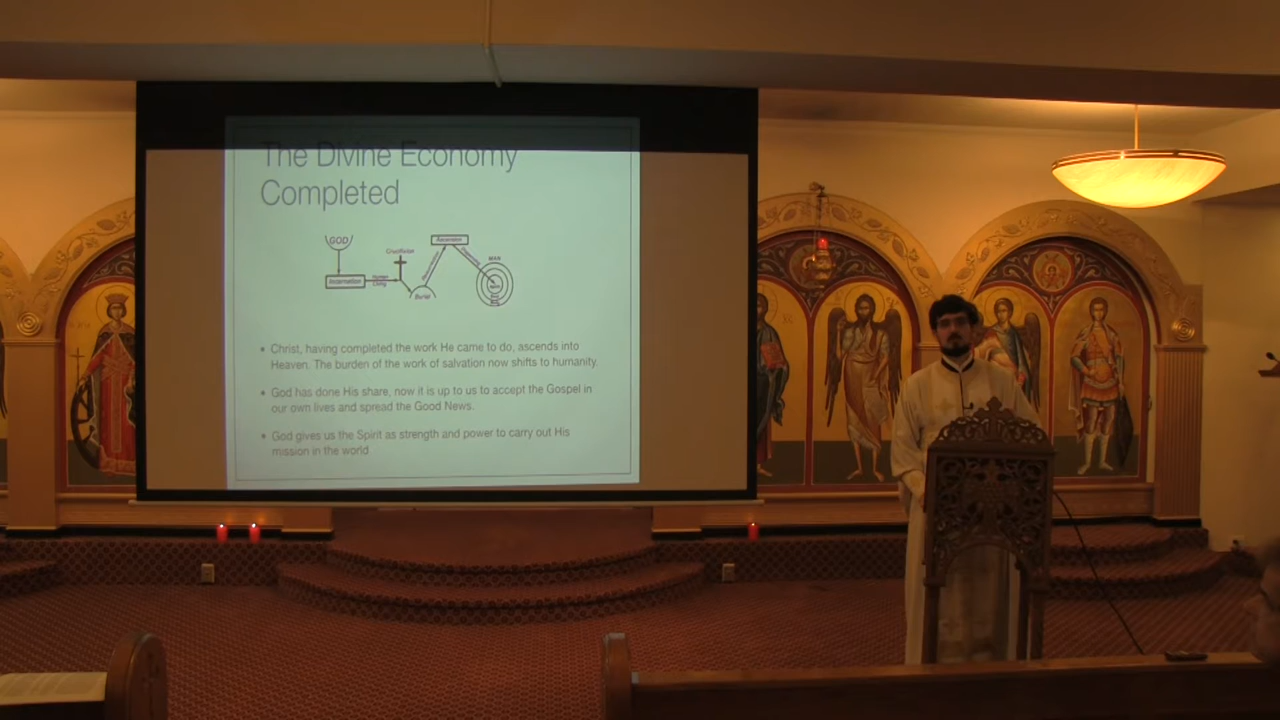 The Divine Economy
Completed
GOD
Ascension
Crucifixion
MAN
Incarnation
Human
Living
Burial
• Christ, having completed the work He came to do, ascends into
Heaven. The burden of the work of salvation now shifts to humanity.
• God has done His share, now it is up to us to accept the Gospel in
our own lives and spread the Good News.
• God gives us the Spirit as strength and power to carry out His
mission in the world